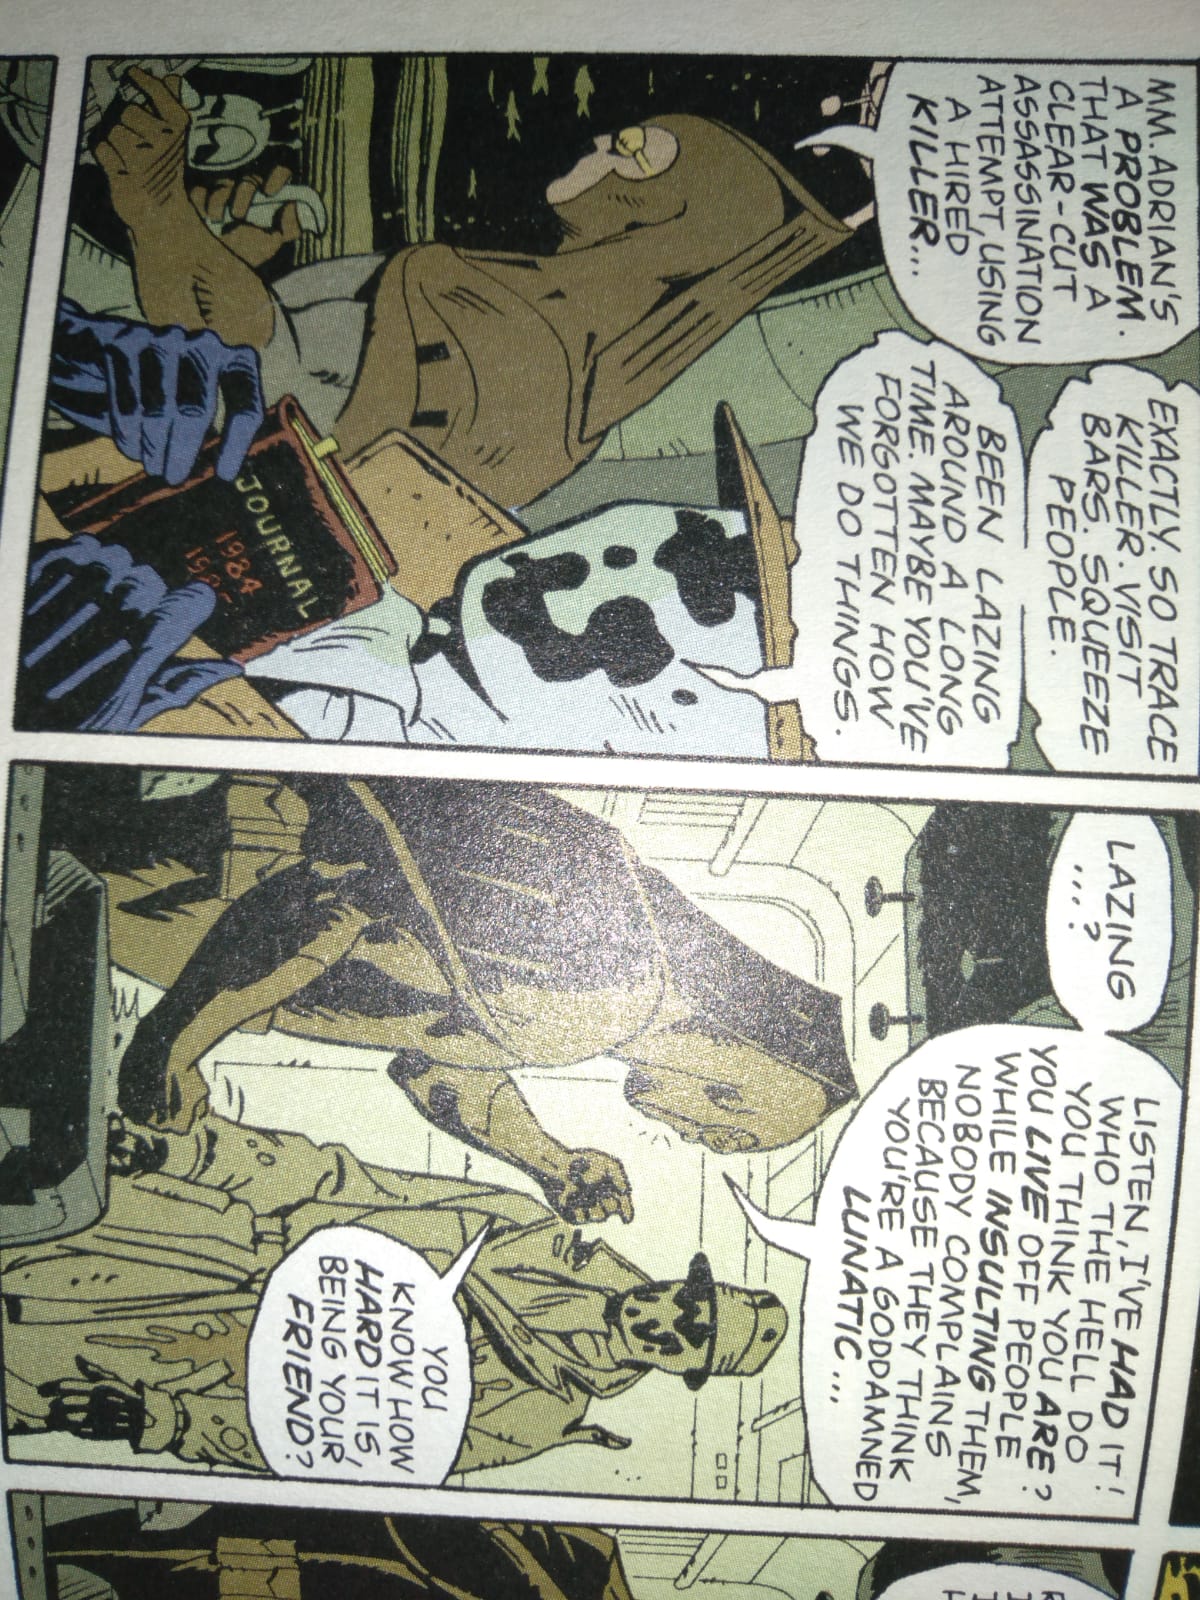 MM. ADRIAN'S
A PROBLEM.
THAT WAS A
CLEAR-CUT
ASSASSINATION
ATTEMPT, USING
A HIRED
KILLER...
EXACTLY. SO TRACE
KILLER. VISIT
BARS. SQUEEZE
PEOPLE.
BEEN LAZING
AROUND A LONG
TIME. MAYBE YOU'VE
FORGOTTEN HOW
WE DO THINGS.
JOURNAL
1984
LAZING
...?
LISTEN, I'VE HAD IT!
WHO THE HELL DO
YOU THINK YOU ARE?
YOU LIVE OFF PEOPLE
WHILE INSULTING THEM,
NOBODY COMPLAINS
BECAUSE THEY THINK
YOU'RE A GODDAMNED
LUNATIC...
YOU
KNOW HOW
HARD IT IS,
BEING YOUR
FRIEND?